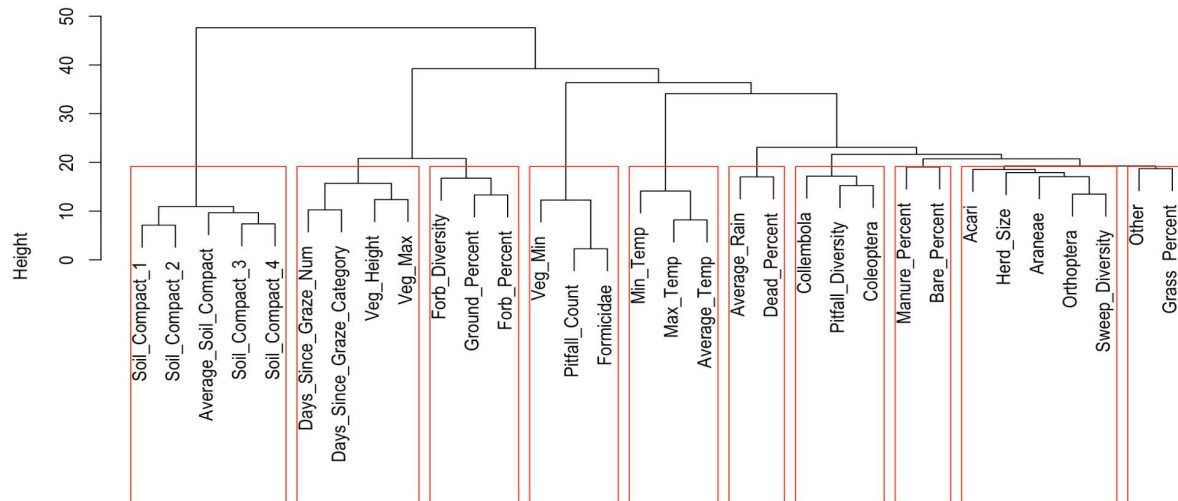 50
40
30
20
10
0
Height
Soil_Compact_1
Soil_Compact_2
Average_Soil_Compact
Soil_Compact_3
Soil_Compact_4
Days_Since_Graze_Num
Days_Since_Graze_Category
Veg_Height
Veg_Max
Forb_Diversity
Ground_Percent
Forb_Percent
Veg_Min
Pitfall_Count
Formicidae
Min_Temp
Max_Temp
Average_Temp
Average_Rain
Dead_Percent
Collembola
Pitfall_Diversity
Coleoptera
Manure_Percent
Bare_Percent
Acari
Herd_Size
Araneae
Orthoptera
Sweep_Diversity
Other
Grass_Percent